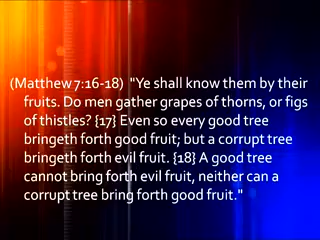 (Matthew 7:16-18) "Ye shall know them by their
fruits. Do men gather grapes of thorns, or figs
of thistles? {17} Even so every good tree
bringeth forth good fruit; but a corrupt tree
bringeth forth evil fruit. {18} A good tree
cannot bring forth evil fruit, neither can a
corrupt tree bring forth good fruit."